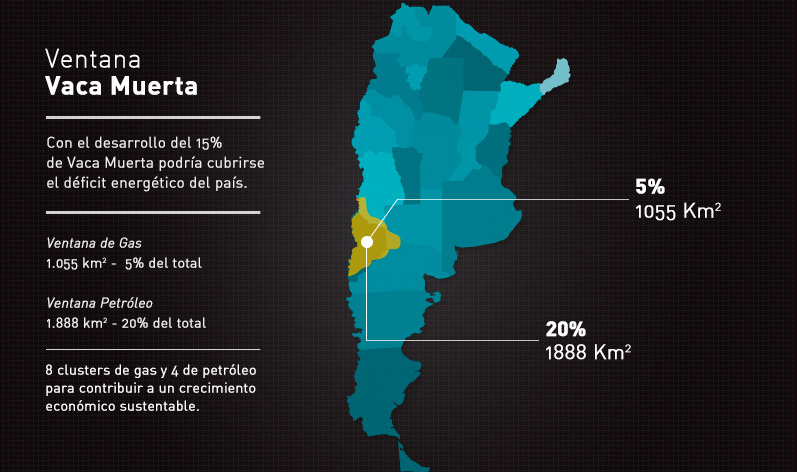 Ventana
Vaca Muerta
Con el desarrollo del 15%
de Vaca Muerta podría cubrirse
el déficit energético del país.
Ventana de Gas
1.055 km² - 5% del total
Ventana Petróleo
1.888 km² - 20% del total
8 clusters de gas y 4 de petróleo
para contribuir a un crecimiento
económico sustentable.
5%
1055 Km²
20%
1888 Km²